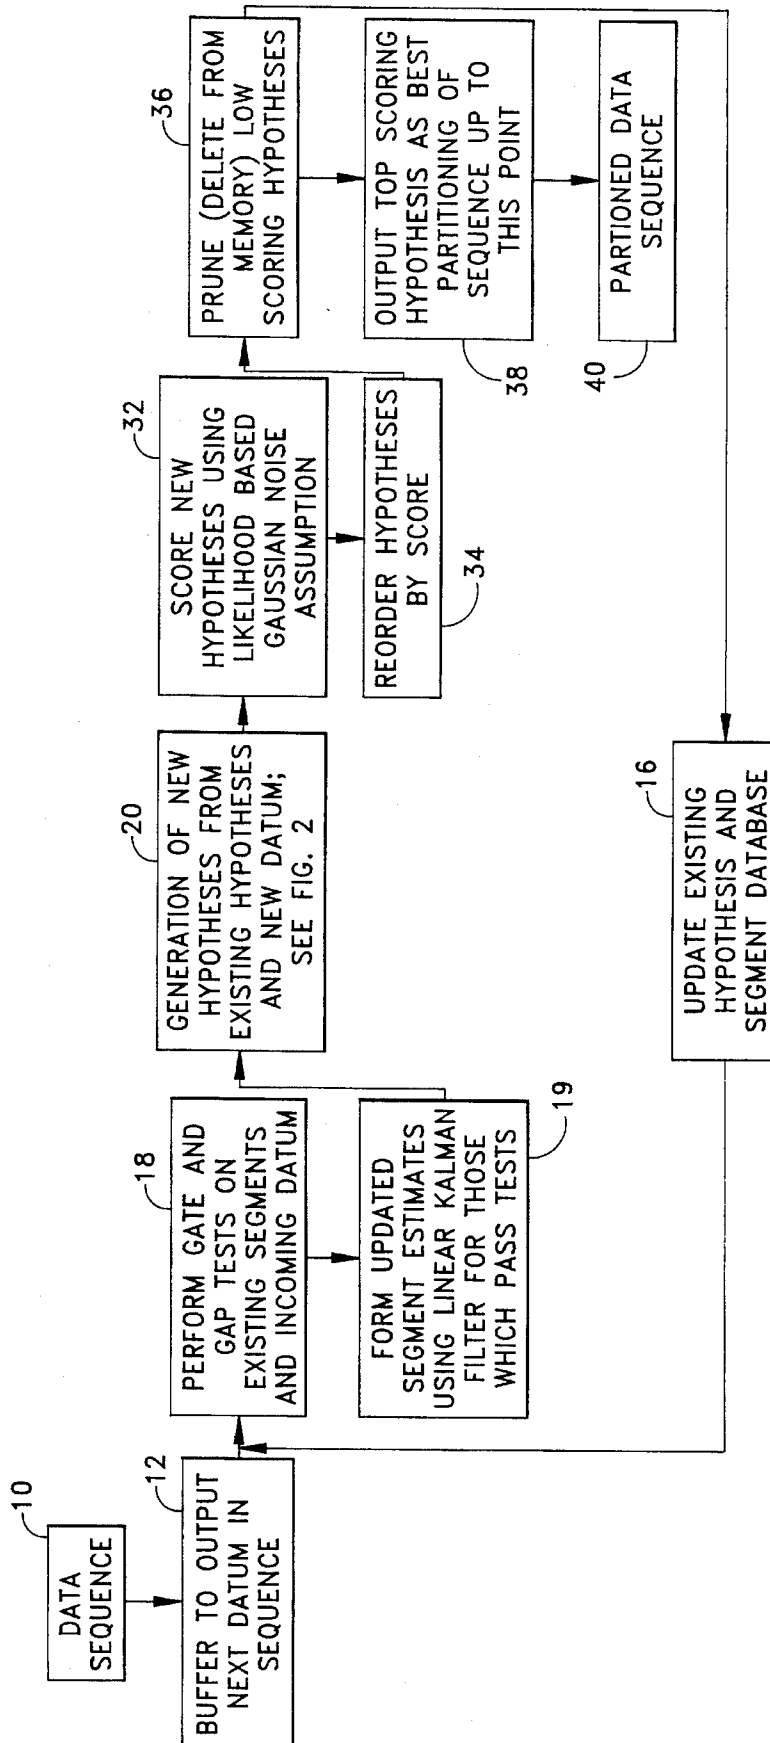 10
DATA
SEQUENCE
12
BUFFER TO OUTPUT
NEXT DATUM IN
SEQUENCE
18
PERFORM GATE AND
GAP TESTS ON
EXISTING SEGMENTS
AND INCOMING DATUM
FORM UPDATED
SEGMENT ESTIMATES
USING LINEAR KALMAN
FILTER FOR THOSE
WHICH PASS TESTS
19
20
GENERATION OF NEW
HYPOTHESES FROM
EXISTING HYPOTHESES
AND NEW DATUM;
SEE FIG. 2
32
SCORE NEW
HYPOTHESES USING
LIKELIHOOD BASED
GAUSSIAN NOISE
ASSUMPTION
REORDER HYPOTHESES
BY SCORE
34
36
PRUNE (DELETE FROM
MEMORY) LOW
SCORING HYPOTHESES
OUTPUT TOP SCORING
HYPOTHESIS AS BEST
PARTITIONING OF
SEQUENCE UP TO
THIS POINT
38
PARTIONED DATA
SEQUENCE
40
16
UPDATE EXISTING
HYPOTHESIS AND
SEGMENT DATABASE